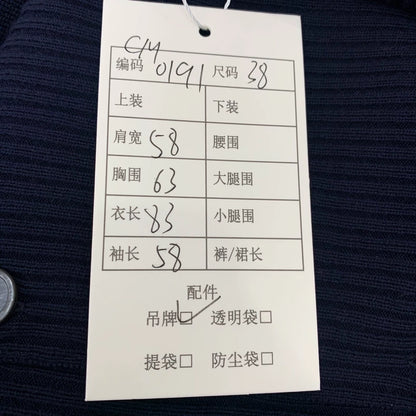 CM
编码 0191 尺码 38
上装 下装
肩宽 58 腰围
胸围 63 大腿围
衣长 83 小腿围
袖长 58 裤/裙长
配件
吊牌☑ 透明袋□
提袋□ 防尘袋□